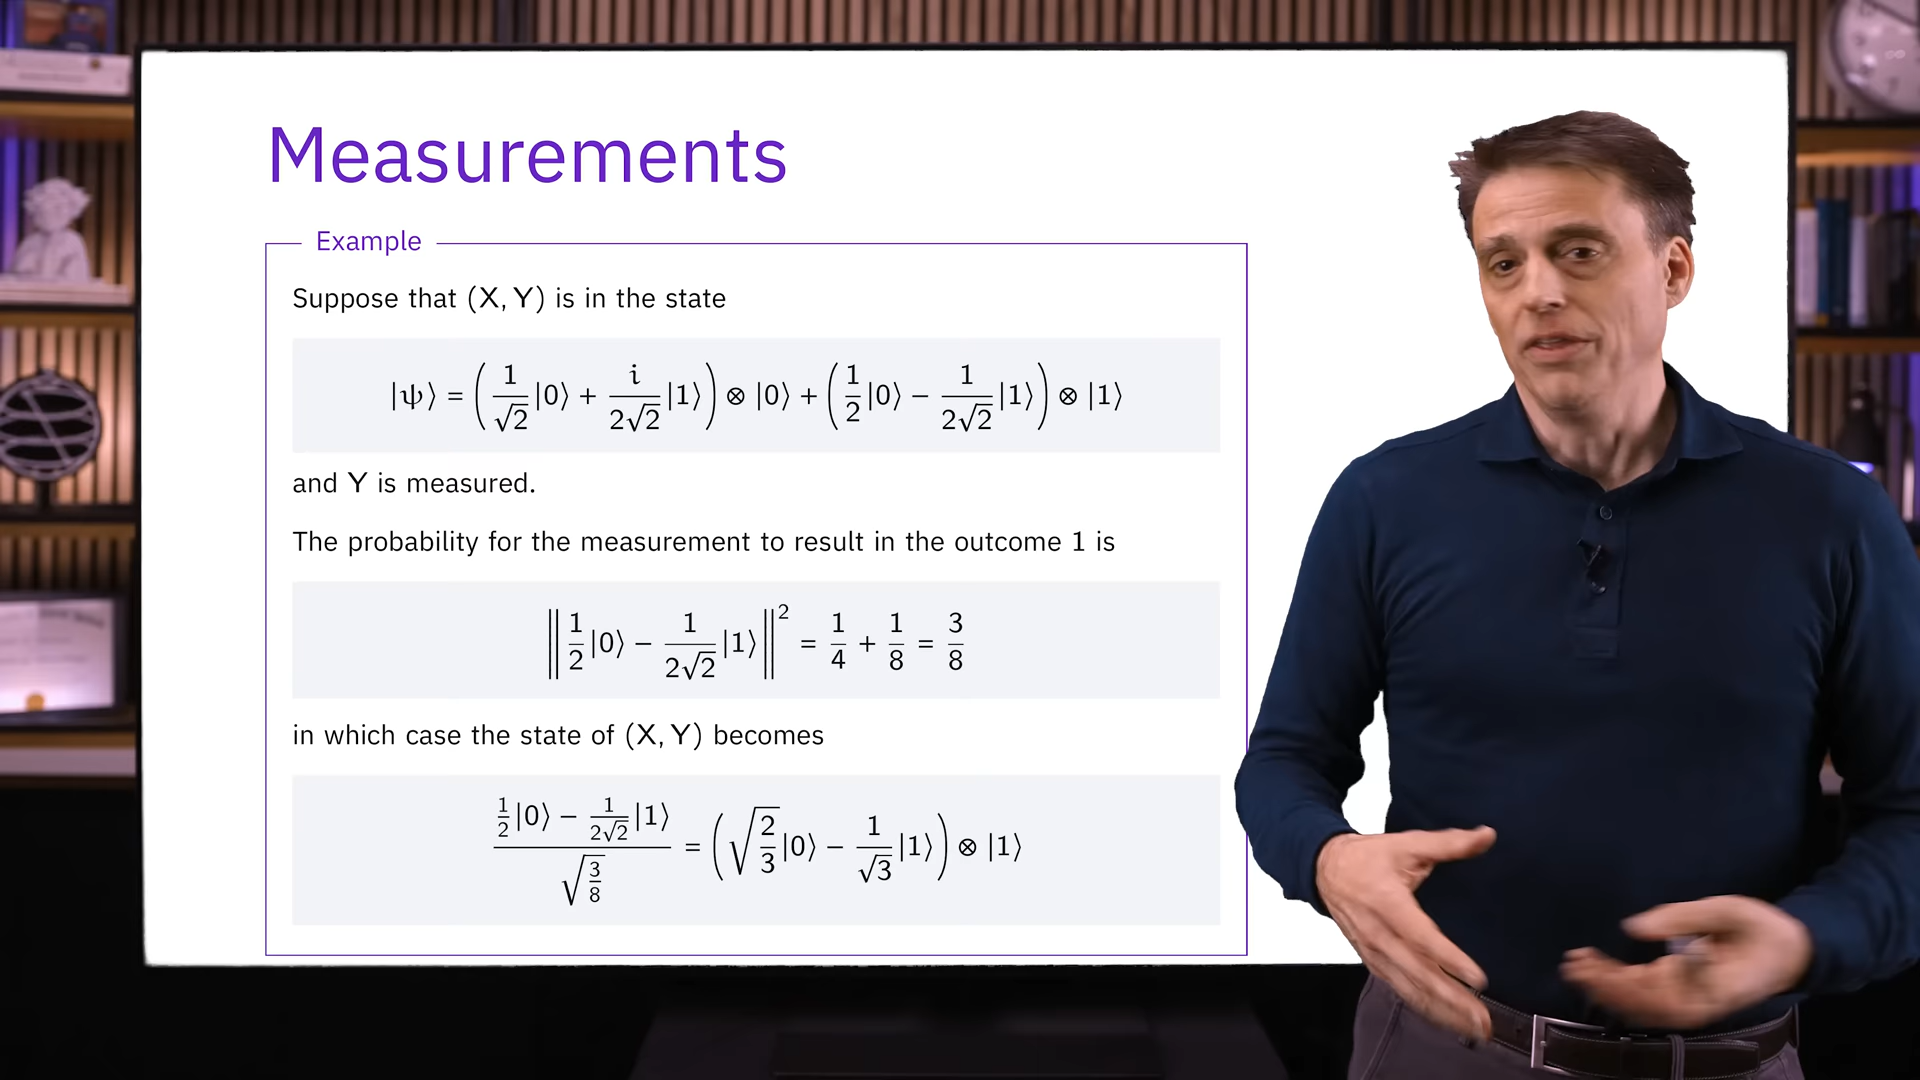 Measurements
Example
Suppose that (X, Y) is in the state
|ψ⟩ = (1/√2 |0⟩ + i/2√2 |1⟩) ⊗ |0⟩ + (1/2 |0⟩ − 1/2√2 |1⟩) ⊗ |1⟩
and Y is measured.
The probability for the measurement to result in the outcome 1 is
‖1/2 |0⟩ − 1/2√2 |1⟩‖² = 1/4 + 1/8 = 3/8
in which case the state of (X, Y) becomes
(1/2 |0⟩ − 1/2√2 |1⟩)/√(3/8) = (√(2/3) |0⟩ − 1/√3 |1⟩) ⊗ |1⟩